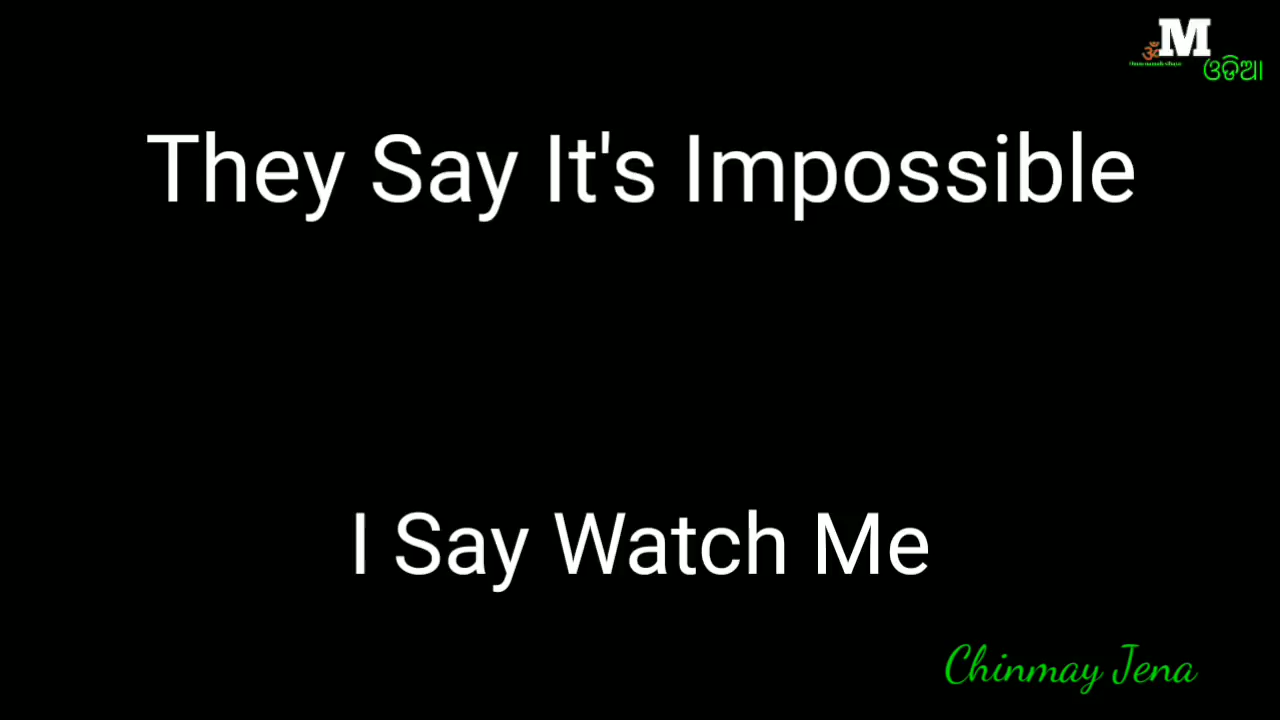 M
ॐ
ଓଡିଆ
They Say It's Impossible
I Say Watch Me
Chinmay Jena